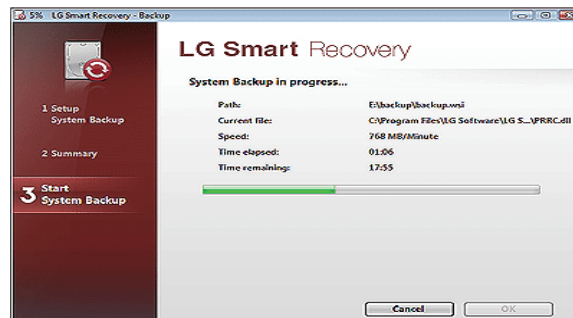 5% LG Smart Recovery - Backup
LG Smart Recovery
System Backup in progress...
1 Setup
System Backup
2 Summary
3 Start
System Backup
Path: E:\backup\backup.wsi
Current file: C:\Program Files\LG Software\LG S...\PRRC.dll
Speed: 768 MB/Minute
Time elapsed: 01:06
Time remaining: 17:55
Cancel OK